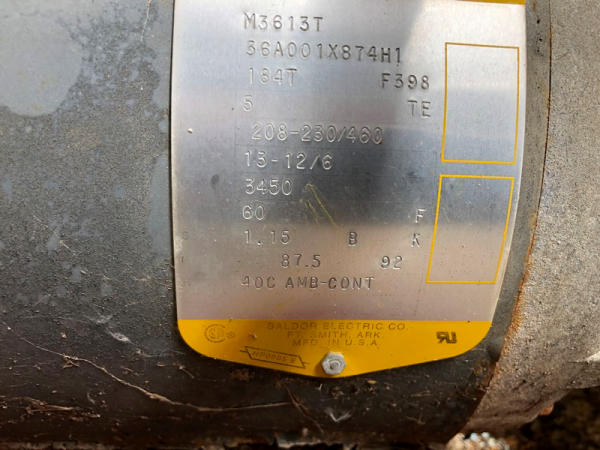 M3613T
36A001X874H1
184T F398
5 TE
208-230/460
13-12/6
3450
60 F
1.15 B K
87.5 92
40C AMB-CONT
BALDOR ELECTRIC CO.
FT. SMITH, ARK.
MFG. IN U.S.A.